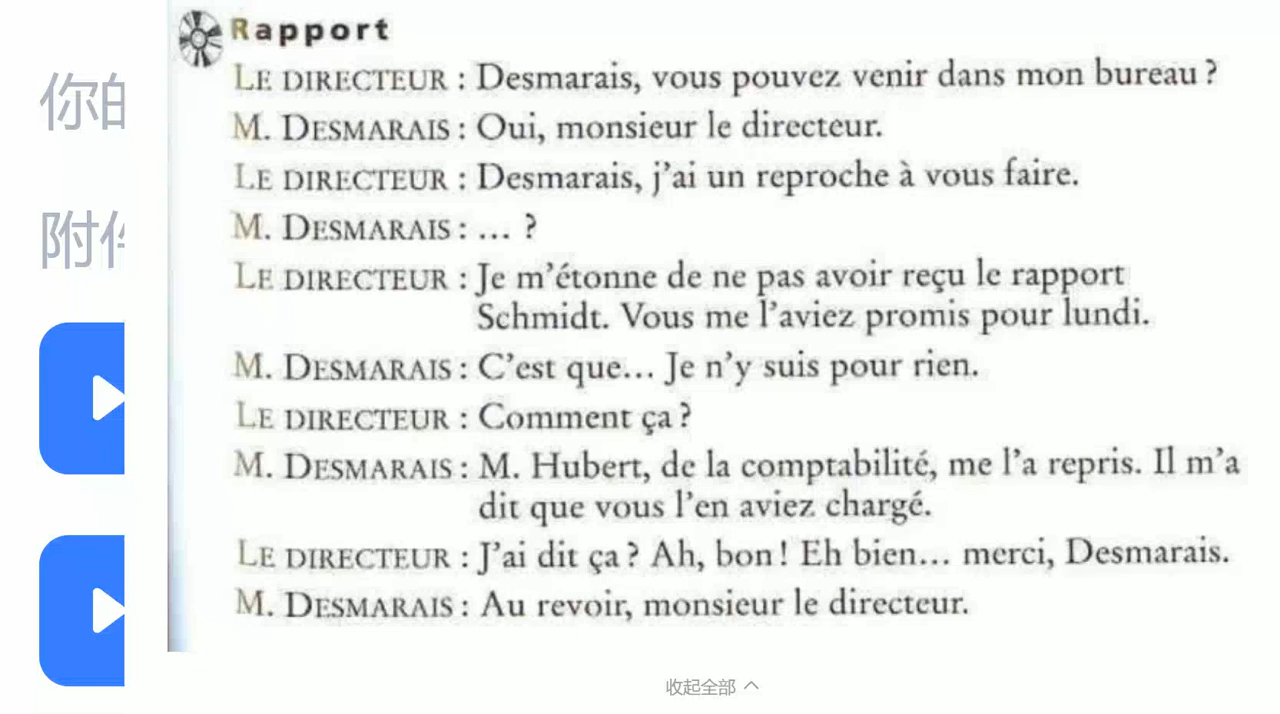 Rapport
你的
LE DIRECTEUR : Desmarais, vous pouvez venir dans mon bureau ?
M. DESMARAIS : Oui, monsieur le directeur.
LE DIRECTEUR : Desmarais, j'ai un reproche à vous faire.
M. DESMARAIS : ... ?
LE DIRECTEUR : Je m'étonne de ne pas avoir reçu le rapport
Schmidt. Vous me l'aviez promis pour lundi.
M. DESMARAIS : C'est que... Je n'y suis pour rien.
LE DIRECTEUR : Comment ça ?
M. DESMARAIS : M. Hubert, de la comptabilité, me l'a repris. Il m'a
dit que vous l'en aviez chargé.
LE DIRECTEUR : J'ai dit ça ? Ah, bon ! Eh bien... merci, Desmarais.
M. DESMARAIS : Au revoir, monsieur le directeur.
收起全部